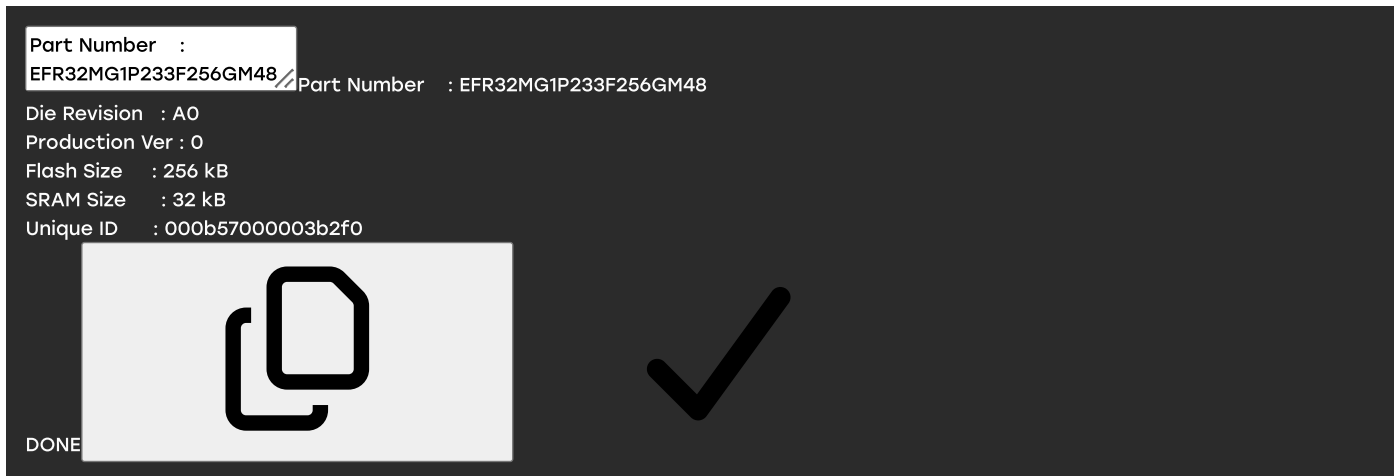 Part Number    :
EFR32MG1P233F256GM48
Part Number    : EFR32MG1P233F256GM48
Die Revision   : A0
Production Ver : 0
Flash Size     : 256 kB
SRAM Size      : 32 kB
Unique ID      : 000b57000003b2f0
DONE